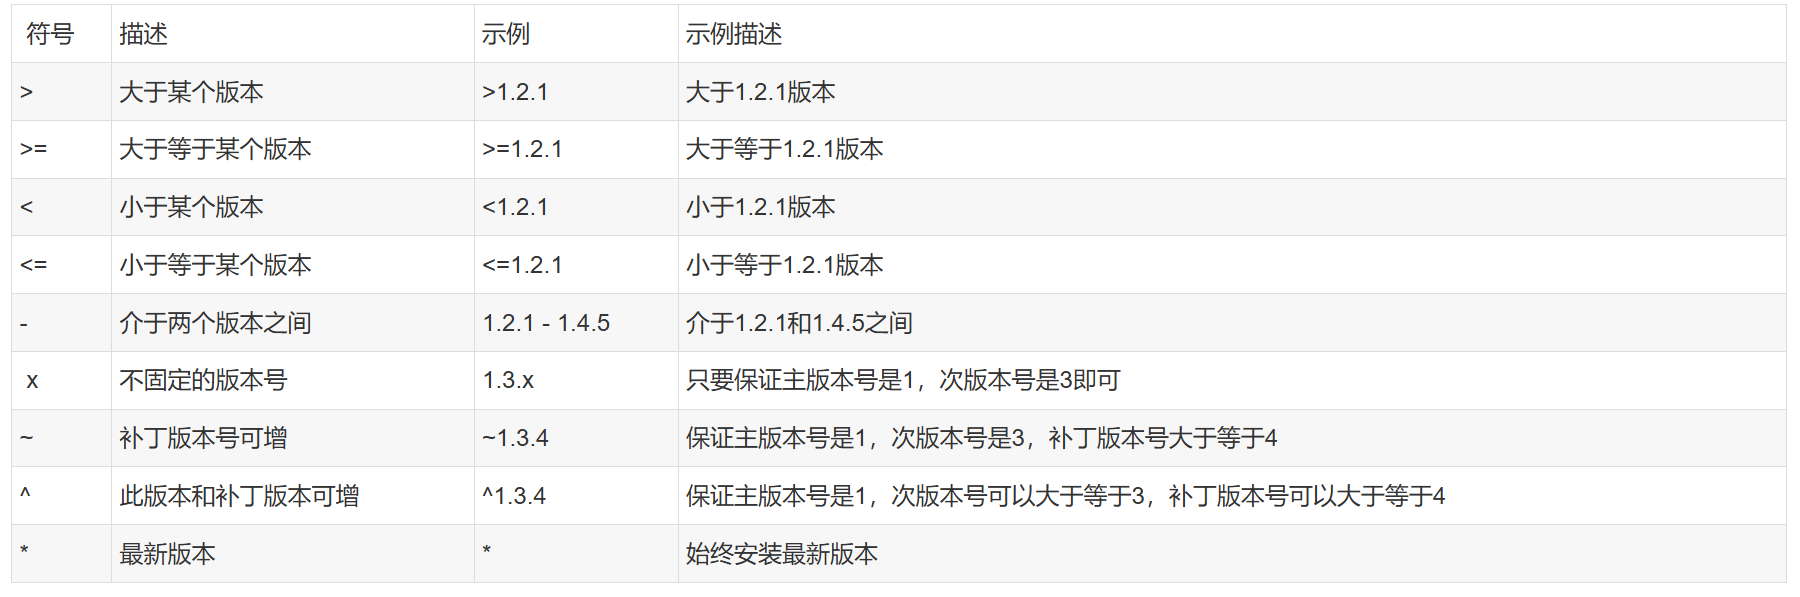 符号 描述 示例 示例描述
> 大于某个版本 >1.2.1 大于1.2.1版本
>= 大于等于某个版本 >=1.2.1 大于等于1.2.1版本
< 小于某个版本 <1.2.1 小于1.2.1版本
<= 小于等于某个版本 <=1.2.1 小于等于1.2.1版本
- 介于两个版本之间 1.2.1 - 1.4.5 介于1.2.1和1.4.5之间
x 不固定的版本号 1.3.x 只要保证主版本号是1，次版本号是3即可
~ 补丁版本号可增 ~1.3.4 保证主版本号是1，次版本号是3，补丁版本号大于等于4
^ 此版本和补丁版本可增 ^1.3.4 保证主版本号是1，次版本号可以大于等于3，补丁版本号可以大于等于4
* 最新版本 * 始终安装最新版本